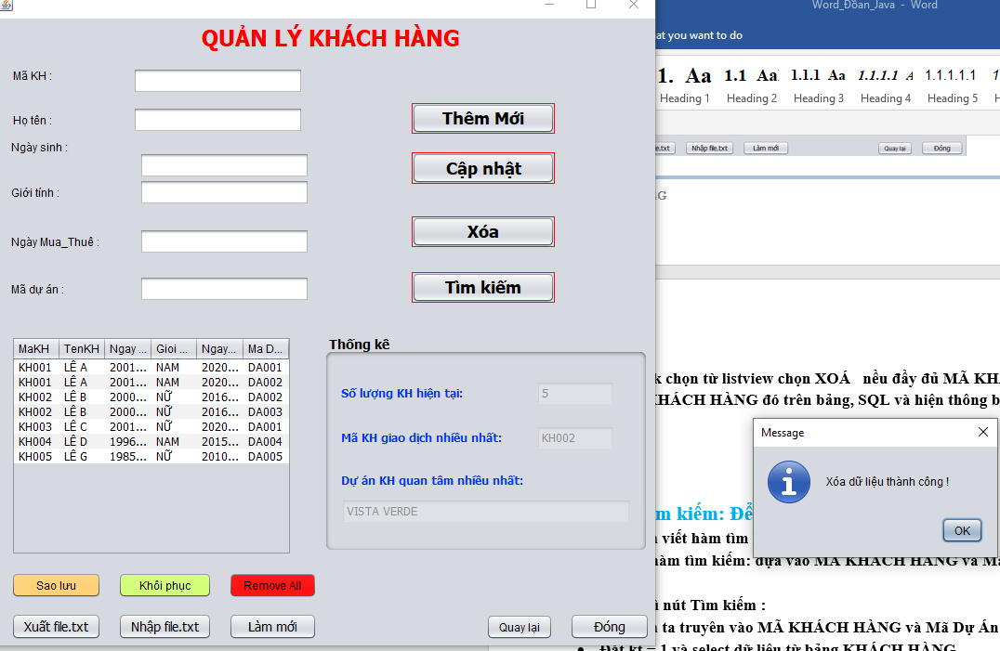 QUẢN LÝ KHÁCH HÀNG
Mã KH :
Họ tên :
Ngày sinh :
Giới tính :
Ngày Mua_Thuê :
Mã dự án :
Thêm Mới
Cập nhật
Xóa
Tìm kiếm
MaKH TenKH Ngay ... Gioi ... Ngay... Ma D...
KH001 LÊ A 2001... NAM 2020... DA001
KH001 LÊ A 2001... NAM 2020... DA002
KH002 LÊ B 2000... NỮ 2016... DA002
KH002 LÊ B 2000... NỮ 2016... DA003
KH003 LÊ C 2001... NỮ 2020... DA001
KH004 LÊ D 1996... NAM 2015... DA004
KH005 LÊ G 1985... NỮ 2010... DA005
Thống kê
Số lượng KH hiện tại: 5
Mã KH giao dịch nhiều nhất: KH002
Dự án KH quan tâm nhiều nhất:
VISTA VERDE
Sao lưu Khôi phục Remove All
Xuất file.txt Nhập file.txt Làm mới Quay lại Đóng
Word_Đồan_Java - Word
at you want to do
1. Aa 1.1 Aa 1.1.1 Aa 1.1.1.1 A 1.1.1.1.1
Heading 1 Heading 2 Heading 3 Heading 4 Heading 5
e.txt Nhập file.txt Làm mới Quay lại Đóng
G
k chọn từ listview chọn XOÁ nều đầy đủ MÃ KH
KHÁCH HÀNG đó trên bảng, SQL và hiện thông b
Message
Xóa dữ liệu thành công !
OK
m kiếm: Để
viết hàm tìm
hàm tìm kiếm: dựa vào MÃ KHÁCH HÀNG và Mã
nút Tìm kiếm :
ta truyên vào MÃ KHÁCH HÀNG và Mã Dự Án
Đặt kt = 1 và select dữ liệu từ bảng KHÁCH HÀNG